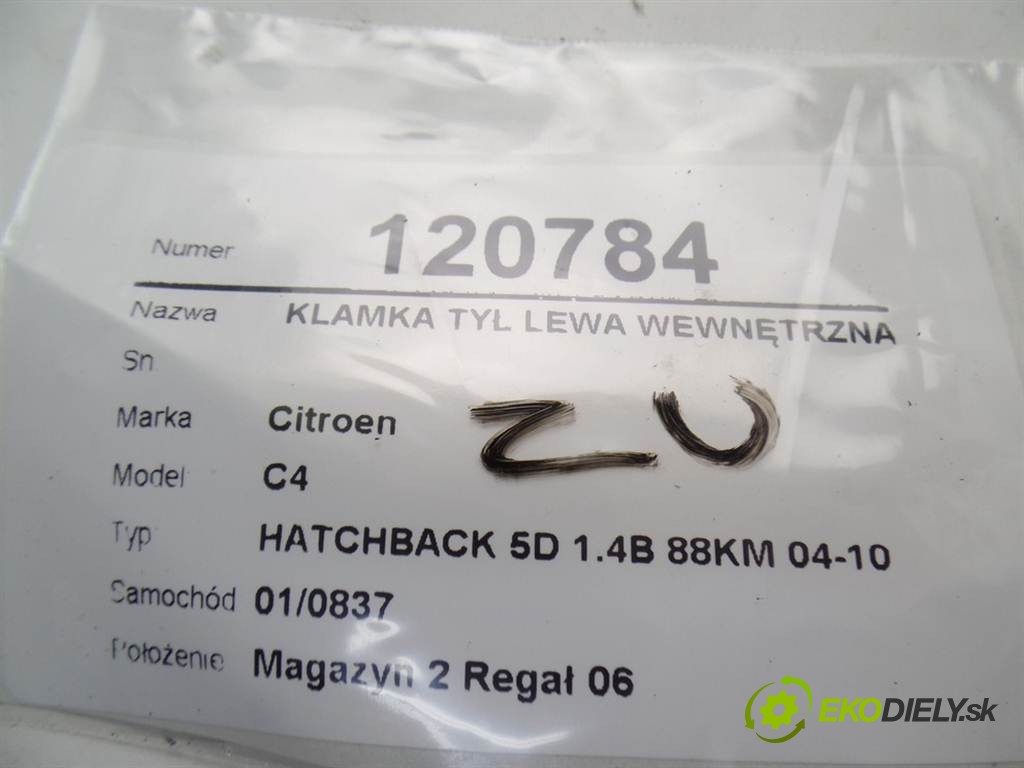 Numer 120784
Nazwa KLAMKA TYŁ LEWA WEWNĘTRZNA
Sn
Marka Citroen
ZU
Model C4
Typ HATCHBACK 5D 1.4B 88KM 04-10
Samochód 01/0837
Położenie Magazyn 2 Regał 06
EKODIELY.sk